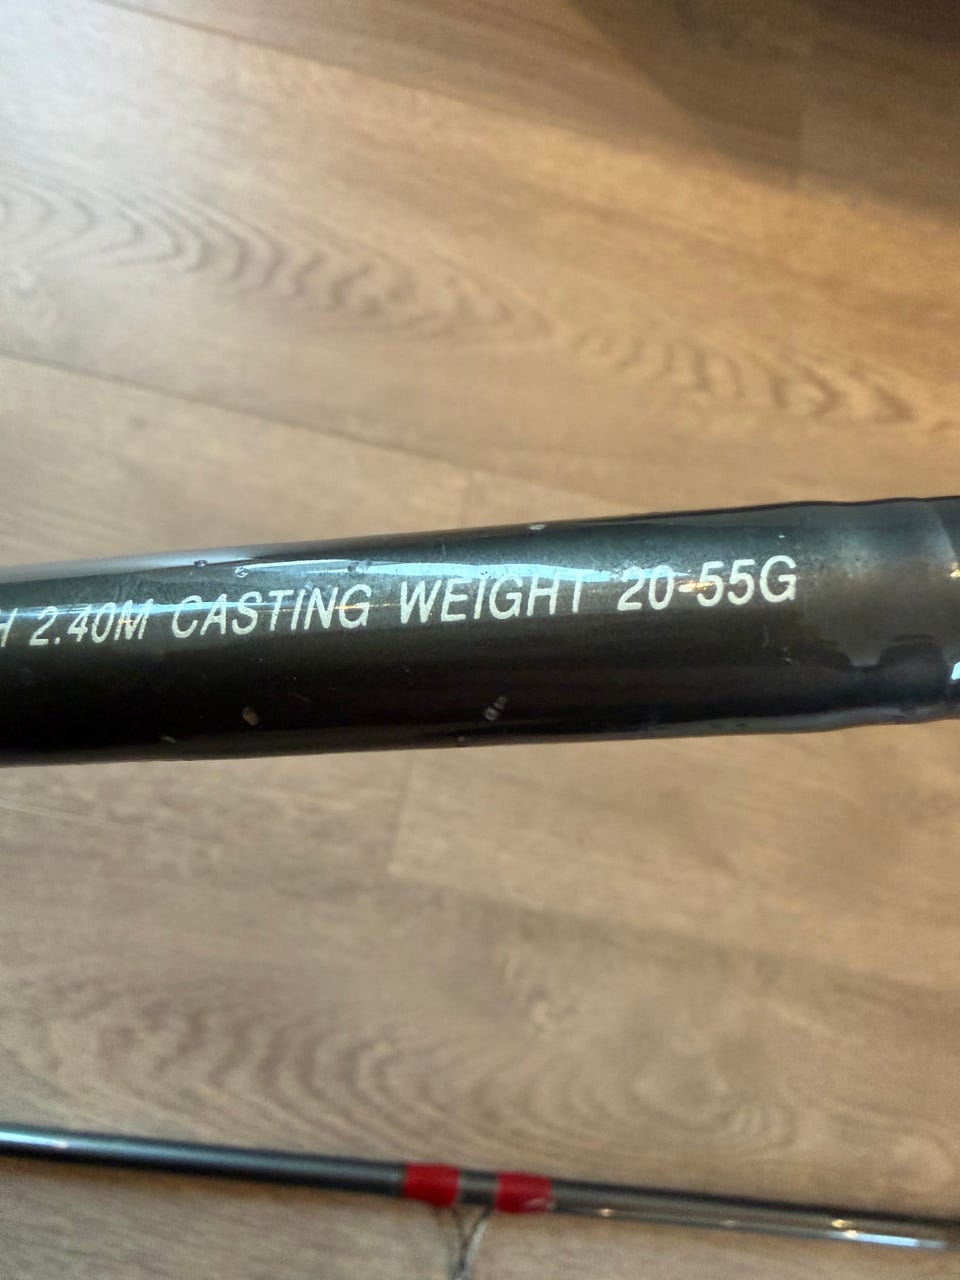 H 2.40M CASTING WEIGHT 20-55G